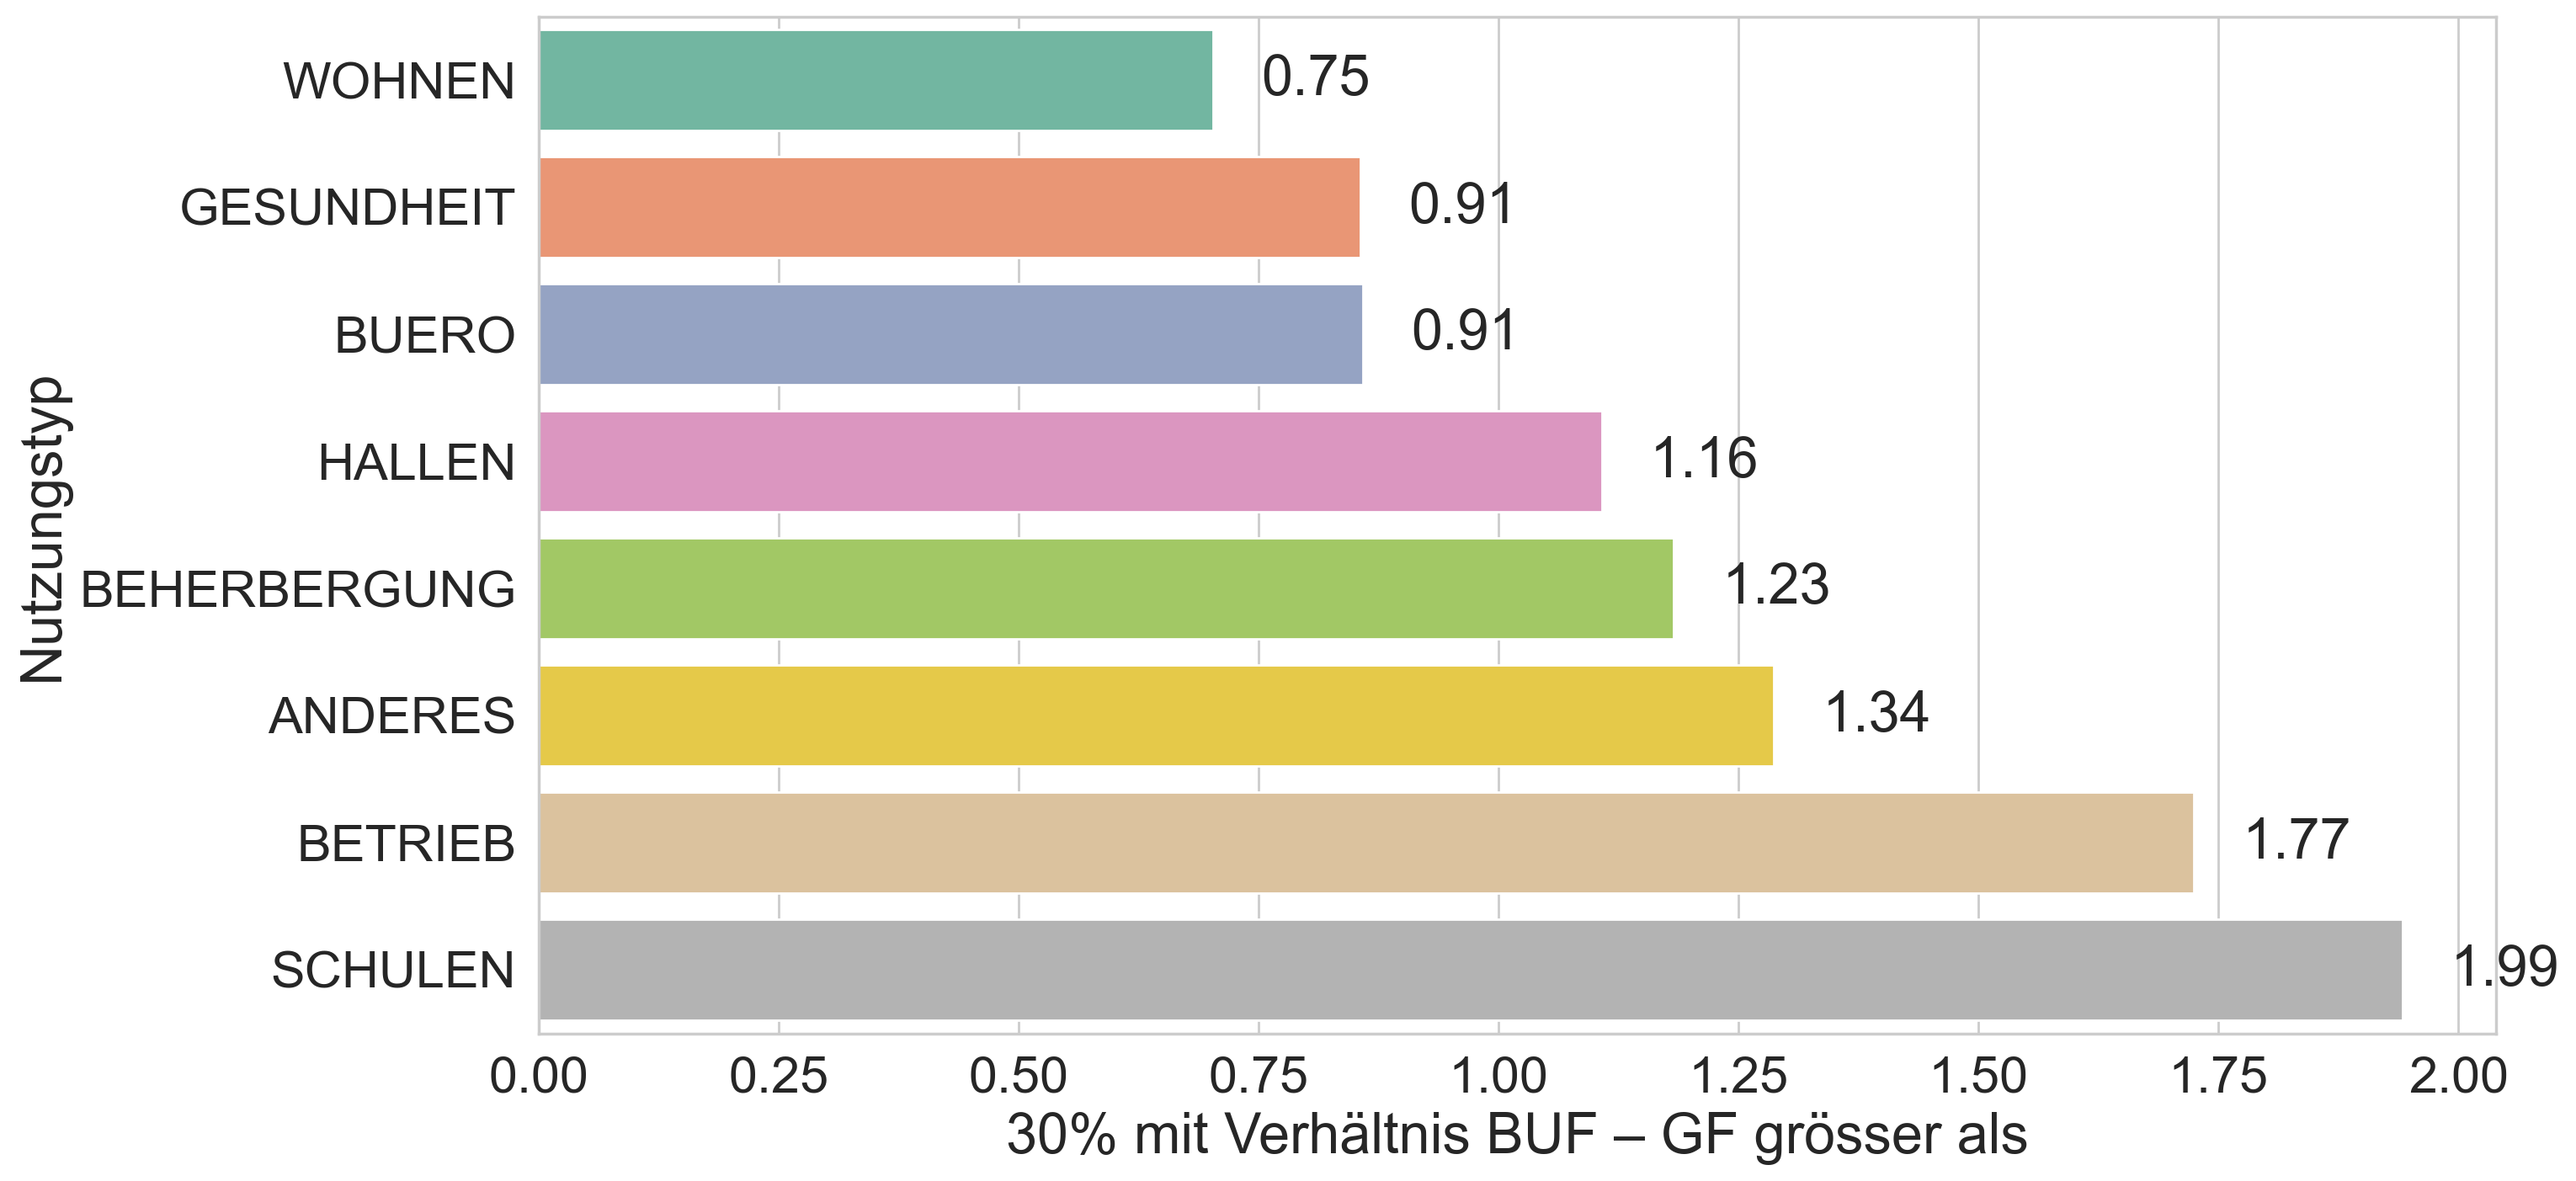 Nutzungstyp
WOHNEN 0.75
GESUNDHEIT 0.91
BUERO 0.91
HALLEN 1.16
BEHERBERGUNG 1.23
ANDERES 1.34
BETRIEB 1.77
SCHULEN 1.99
0.00 0.25 0.50 0.75 1.00 1.25 1.50 1.75 2.00
30% mit Verhältnis BUF – GF grösser als